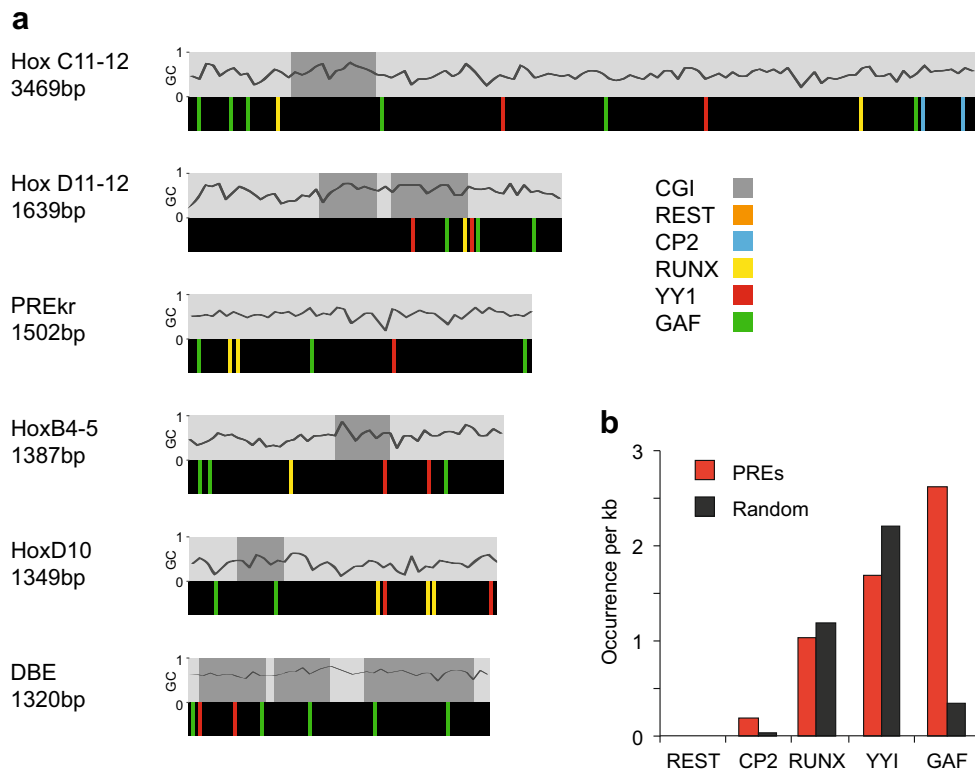 a
Hox C11-12
3469bp
1
GC
0
Hox D11-12
1639bp
1
GC
0
CGI
REST
CP2
RUNX
YY1
GAF
PREkr
1502bp
1
GC
0
HoxB4-5
1387bp
1
GC
0
HoxD10
1349bp
1
GC
0
DBE
1320bp
1
GC
0
b
3
2
1
0
Occurrence per kb
PREs
Random
REST CP2 RUNX YYI GAF